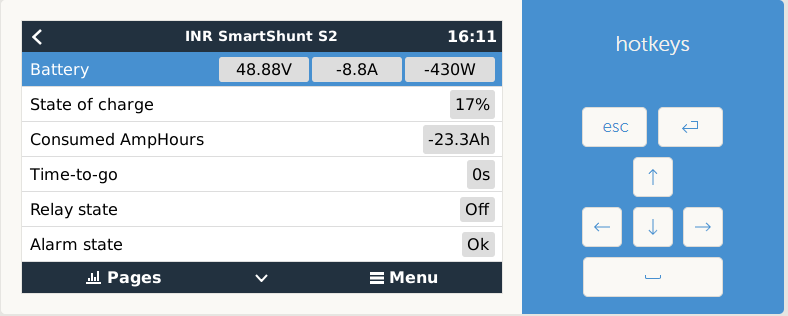 INR SmartShunt S2 16:11
Battery 48.88V -8.8A -430W
State of charge 17%
Consumed AmpHours -23.3Ah
Time-to-go 0s
Relay state Off
Alarm state Ok
Pages Menu
hotkeys
esc